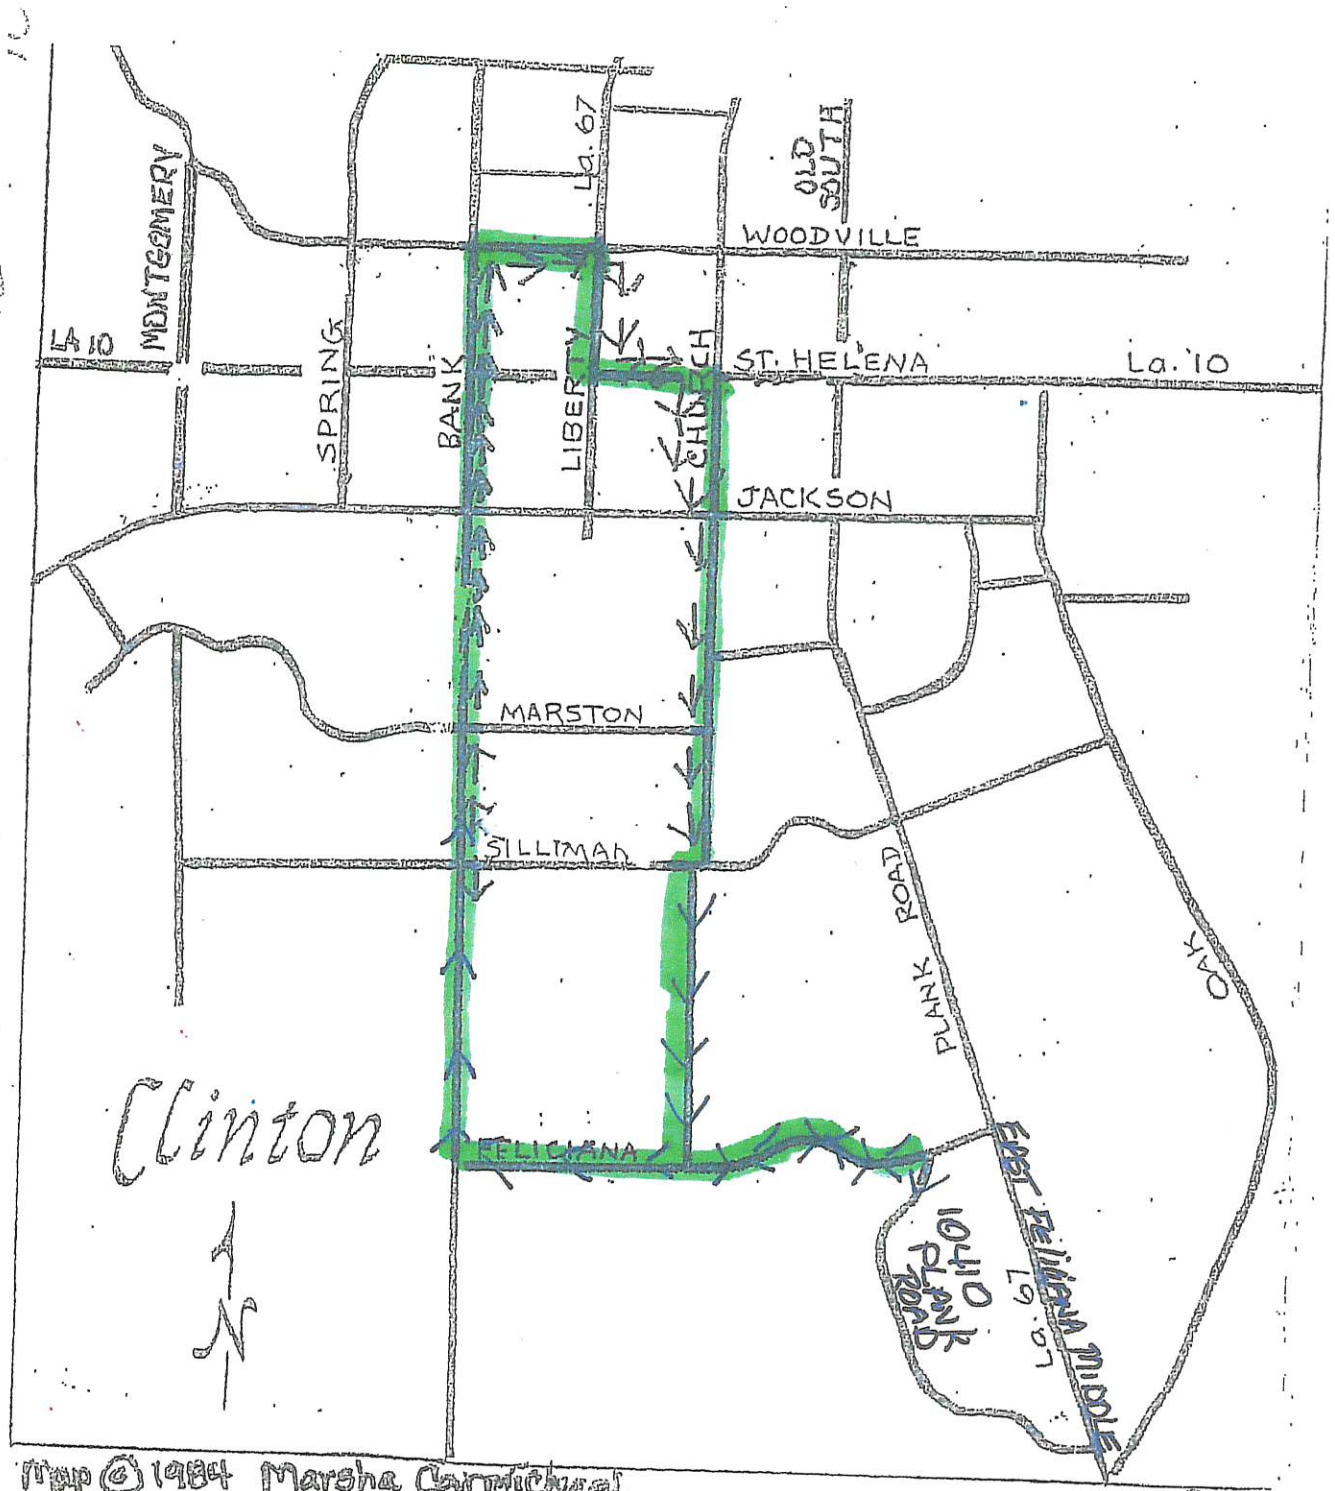 La. 67
OLD
SOUTH
MONTGOMERY
WOODVILLE
LA 10
SPRING
BANK
LIBERTY
CHURCH
ST. HELENA
La. 10
JACKSON
MARSTON
SILLIMAN
PLANK ROAD
OAK
Clinton
FELICIANA
N
10410
PLANK
ROAD
La. 67
EAST FELICIANA MIDDLE
Map © 1984 Marsha